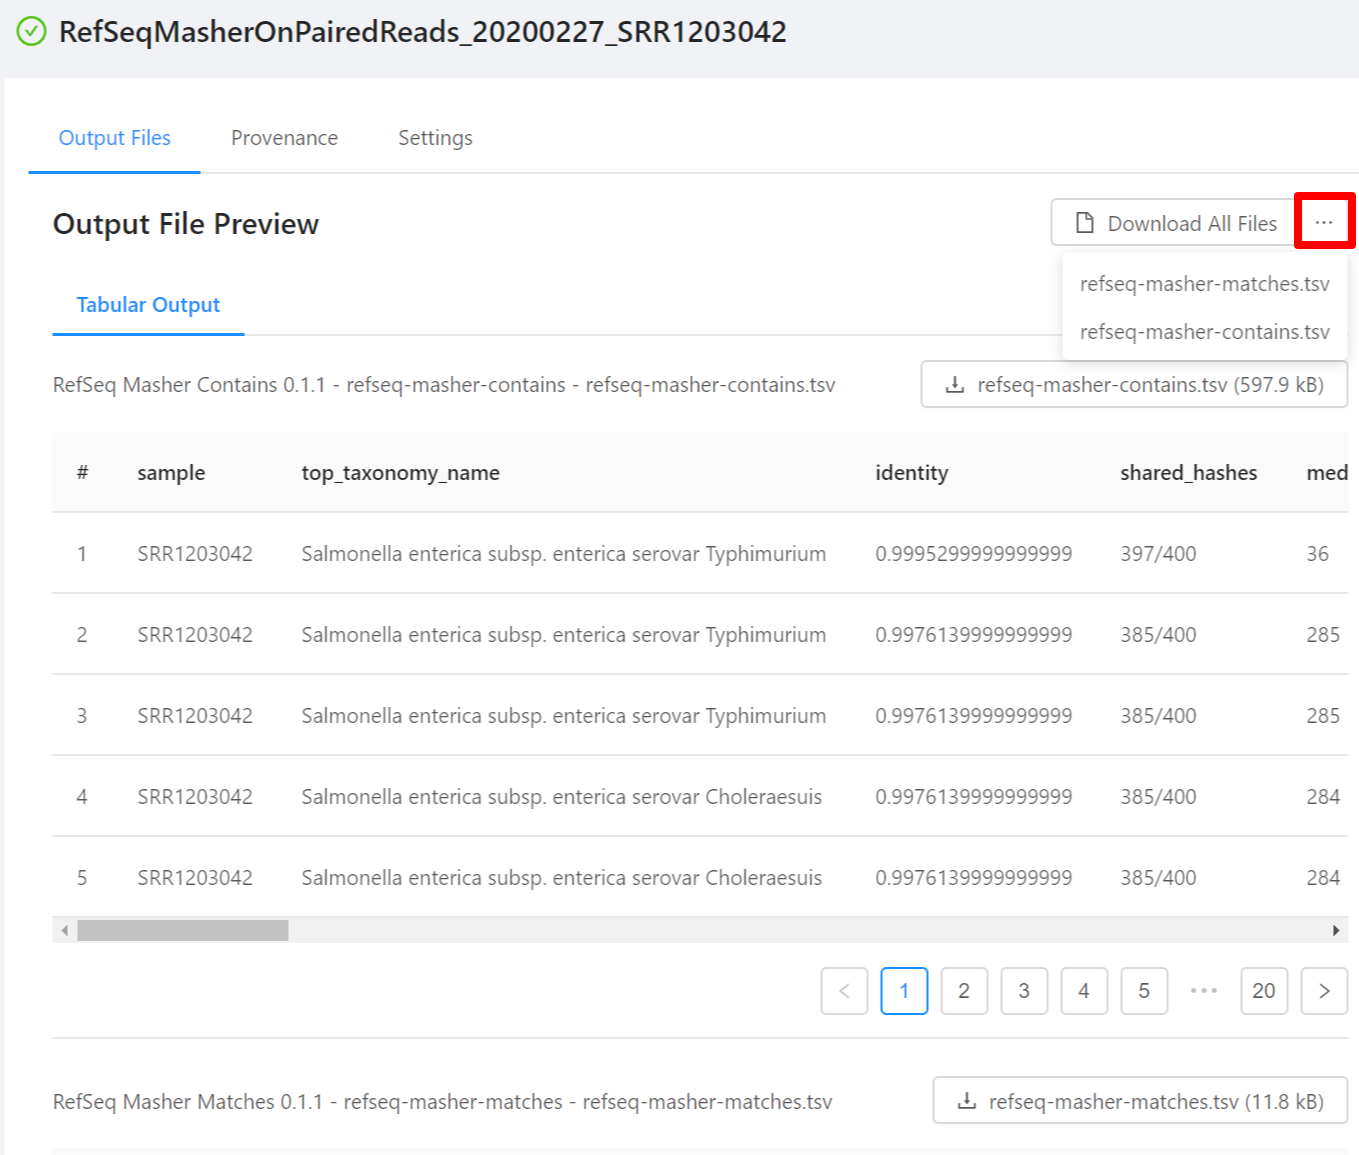 RefSeqMasherOnPairedReads_20200227_SRR1203042
Output Files Provenance Settings
Output File Preview
Download All Files ...
refseq-masher-matches.tsv
refseq-masher-contains.tsv
Tabular Output
RefSeq Masher Contains 0.1.1 - refseq-masher-contains - refseq-masher-contains.tsv
refseq-masher-contains.tsv (597.9 kB)
# sample top_taxonomy_name identity shared_hashes med
1 SRR1203042 Salmonella enterica subsp. enterica serovar Typhimurium 0.9995299999999999 397/400 36
2 SRR1203042 Salmonella enterica subsp. enterica serovar Typhimurium 0.9976139999999999 385/400 285
3 SRR1203042 Salmonella enterica subsp. enterica serovar Typhimurium 0.9976139999999999 385/400 285
4 SRR1203042 Salmonella enterica subsp. enterica serovar Choleraesuis 0.9976139999999999 385/400 284
5 SRR1203042 Salmonella enterica subsp. enterica serovar Choleraesuis 0.9976139999999999 385/400 284
< 1 2 3 4 5 ••• 20 >
RefSeq Masher Matches 0.1.1 - refseq-masher-matches - refseq-masher-matches.tsv
refseq-masher-matches.tsv (11.8 kB)